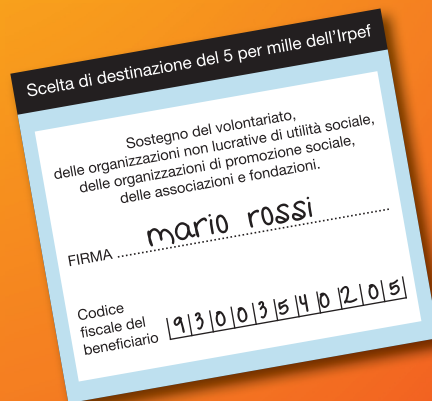 Scelta di destinazione del 5 per mille dell'Irpef
Sostegno del volontariato,
delle organizzazioni non lucrative di utilità sociale,
delle organizzazioni di promozione sociale,
delle associazioni e fondazioni.
FIRMA mario rossi
Codice
fiscale del
beneficiario 93003540205